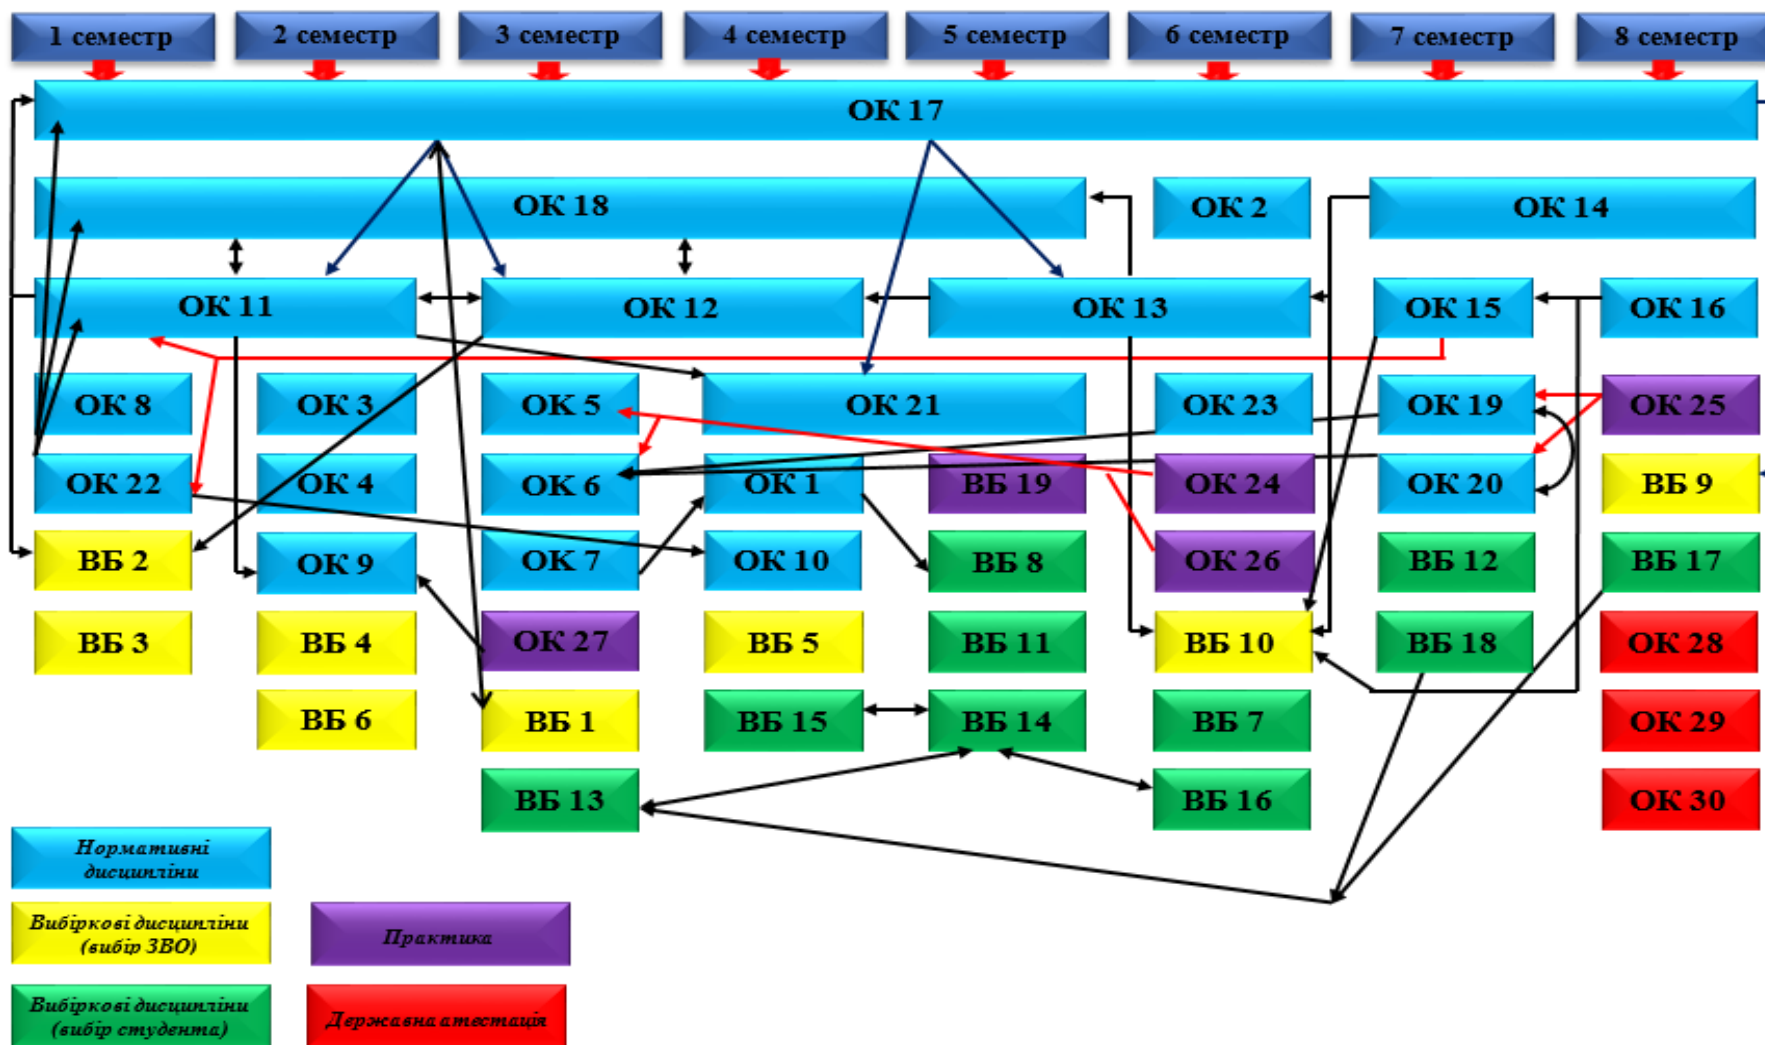 1 семестр
2 семестр
3 семестр
4 семестр
5 семестр
6 семестр
7 семестр
8 семестр
ОК 17
ОК 18
ОК 2
ОК 14
ОК 11
ОК 12
ОК 13
ОК 15
ОК 16
ОК 8
ОК 3
ОК 5
ОК 21
ОК 23
ОК 19
ОК 25
ОК 22
ОК 4
ОК 6
ОК 1
ВБ 19
ОК 24
ОК 20
ВБ 9
ВБ 2
ОК 9
ОК 7
ОК 10
ВБ 8
ОК 26
ВБ 12
ВБ 17
ВБ 3
ВБ 4
ОК 27
ВБ 5
ВБ 11
ВБ 10
ВБ 18
ОК 28
ВБ 6
ВБ 1
ВБ 15
ВБ 14
ВБ 7
ОК 29
ВБ 13
ВБ 16
ОК 30
Нормативні
дисципліни
Вибіркові дисципліни
(вибір ЗВО)
Практика
Вибіркові дисципліни
(вибір студента)
Державна атестація